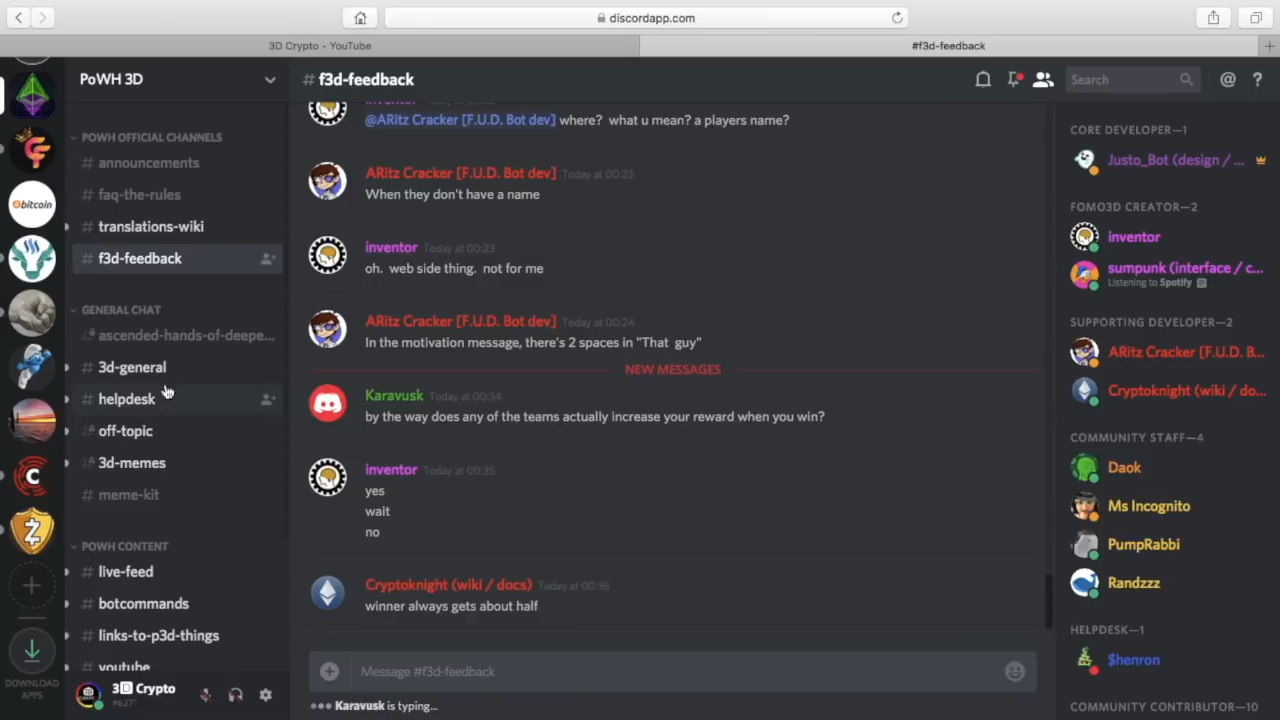 discordapp.com
3D Crypto - YouTube
#f3d-feedback
PoWH 3D
# f3d-feedback
Search
@
?
POWH OFFICIAL CHANNELS
# announcements
# faq-the-rules
# translations-wiki
# f3d-feedback
GENERAL CHAT
ascended-hands-of-deepe...
# 3d-general
# helpdesk
off-topic
3d-memes
# meme-kit
POWH CONTENT
# live-feed
# botcommands
# links-to-p3d-things
# youtube
bitcoin
DOWNLOAD
APPS
3D Crypto
@ARitz Cracker [F.U.D. Bot dev] where? what u mean? a players name?
ARitz Cracker [F.U.D. Bot dev] Today at 00:23
When they don't have a name
inventor Today at 00:23
oh. web side thing. not for me
ARitz Cracker [F.U.D. Bot dev] Today at 00:24
In the motivation message, there's 2 spaces in "That  guy"
NEW MESSAGES
Karavusk Today at 00:34
by the way does any of the teams actually increase your reward when you win?
inventor Today at 00:35
yes
wait
no
Cryptoknight (wiki / docs) Today at 00:35
winner always gets about half
Message #f3d-feedback
Karavusk is typing...
CORE DEVELOPER—1
Justo_Bot (design / ...
FOMO3D CREATOR—2
inventor
sumpunk (interface / c...
Listening to Spotify
SUPPORTING DEVELOPER—2
ARitz Cracker [F.U.D. B...
Cryptoknight (wiki / do...
COMMUNITY STAFF—4
Daok
Ms Incognito
PumpRabbi
Randzzz
HELPDESK—1
$henron
COMMUNITY CONTRIBUTOR—10